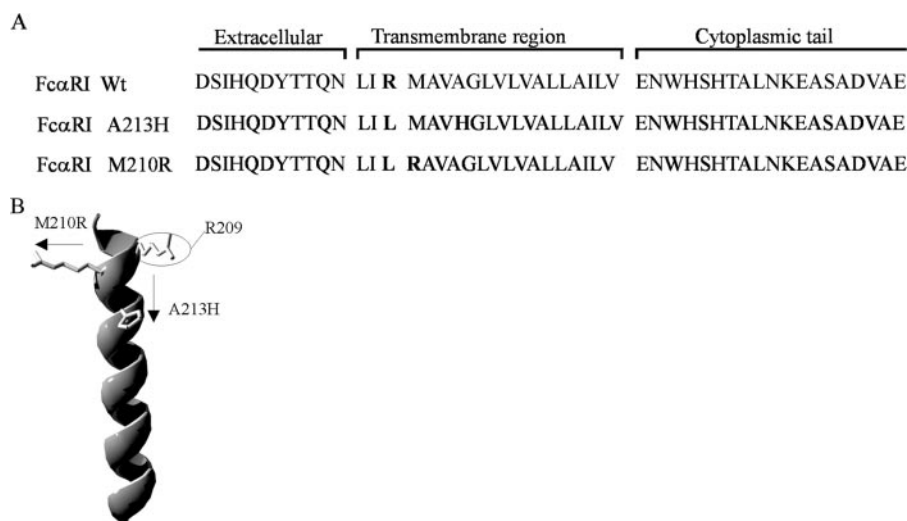 A
Extracellular Transmembrane region Cytoplasmic tail
FcαRI Wt DSIHQDYTTQN LI R MAVAGLVLVALLAILV ENWHSHTALNKEASADVAE
FcαRI A213H DSIHQDYTTQN LI L MAVHGLVLVALLAILV ENWHSHTALNKEASADVAE
FcαRI M210R DSIHQDYTTQN LI L RAVAGLVLVALLAILV ENWHSHTALNKEASADVAE
B
M210R R209
A213H